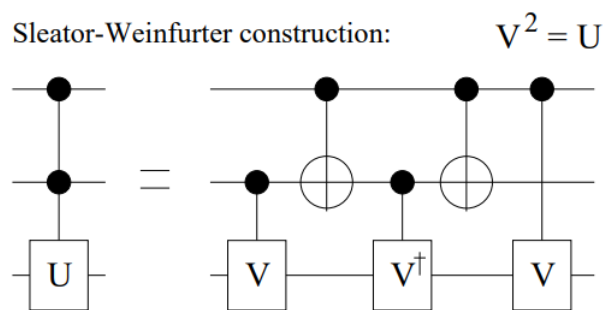 Sleator-Weinfurter construction: V² = U
=
U V V† V